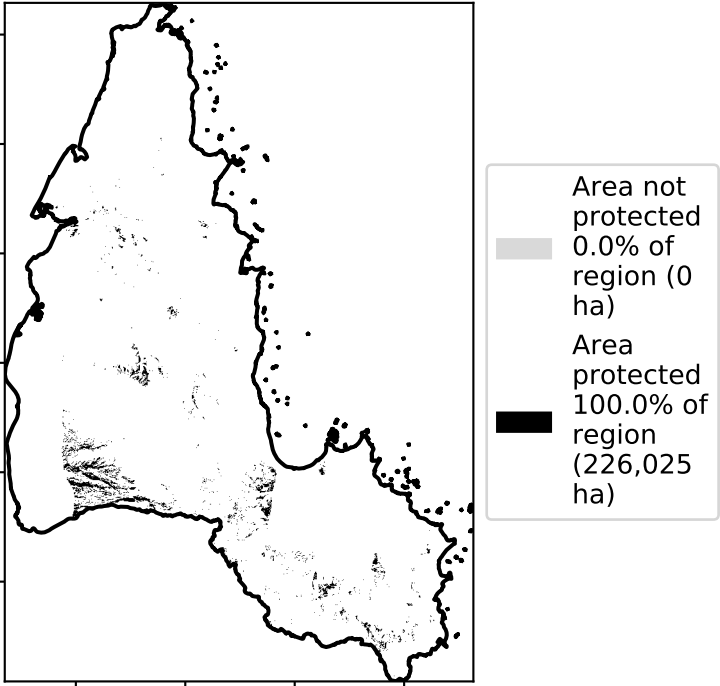 Area not
protected
0.0% of
region (0
ha)
Area
protected
100.0% of
region
(226,025
ha)